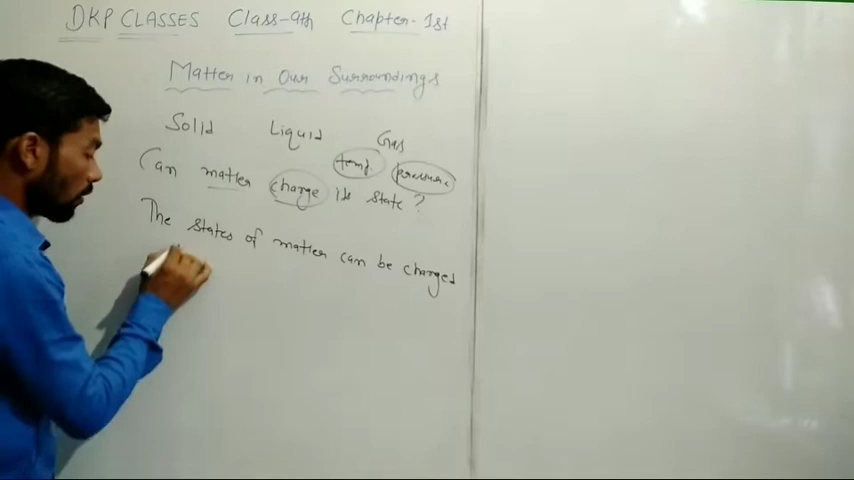 DKP CLASSES Class-9th Chapter-1st
Matter in Our Surroundings
Solid Liquid Gas
temp. pressure
Can matter change its state ?
The states of matter can be changed